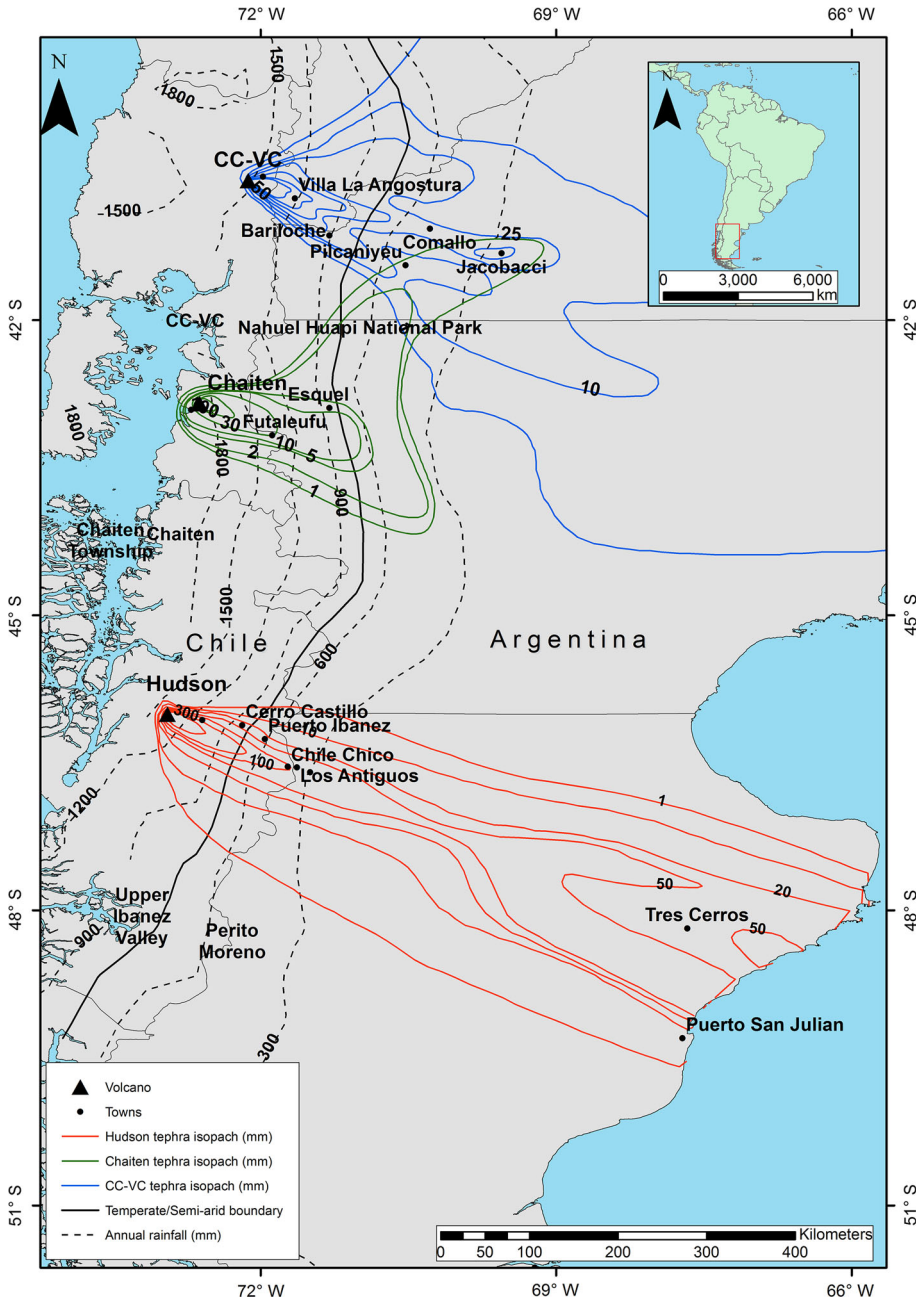 72° W
69° W
66° W
N
N
1500
1800
1500
CC-VC
50
Villa La Angostura
Bariloche
Comallo
25
Pilcaniyeu
Jacobacci
0
3,000
6,000
km
42° S
42° S
CC-VC
Nahuel Huapi National Park
10
Chaiten
Esquel
30
Futaleufu
10
5
2
1
1800
1800
900
Chaiten
Township
Chaiten
1500
45° S
45° S
Chile
Argentina
600
Hudson
300
Cerro Castillo
Puerto Ibanez
10
100
Chile Chico
Los Antiguos
1
1200
50
20
48° S
48° S
Upper
Ibanez
Valley
Perito
Moreno
Tres Cerros
50
900
Puerto San Julian
300
Volcano
Towns
Hudson tephra isopach (mm)
Chaiten tephra isopach (mm)
CC-VC tephra isopach (mm)
Temperate/Semi-arid boundary
Annual rainfall (mm)
51° S
51° S
Kilometers
0
50
100
200
300
400
72° W
69° W
66° W